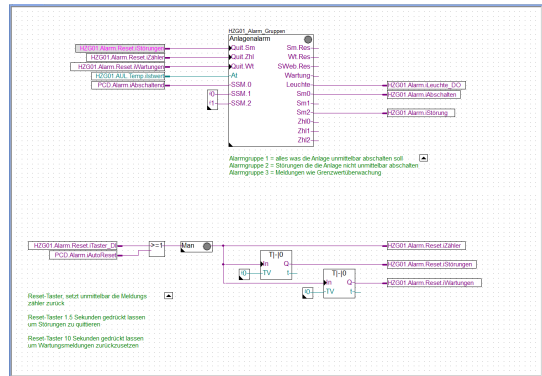 HZG01_Alarm_Gruppen
Anlagenalarm
HZG01.Alarm.Reset.iStörungen
Quit.Sm
Sm.Res
HZG01.Alarm.Reset.iZähler
Quit.Zhl
Wt.Res
HZG01.Alarm.Reset.iWartungen
Quit.Wt
SWeb.Res
HZG01.AUL.Temp.iIstwert
At
Wartung
PCD.Alarm.iAbschaltend
SSM.0
Leuchte
HZG01.Alarm.iLeuchte_DO
!0
SSM.1
Sm0
HZG01.Alarm.iAbschalten
!1
SSM.2
Sm1
Sm2
HZG01.Alarm.iStörung
Zhl0
Zhl1
Zhl2
Alarmgruppe 1 = alles was die Anlage unmittelbar abschalten soll
Alarmgruppe 2 = Störungen die die Anlage nicht unmittelbar abschalten
Alarmgruppe 3 = Meldungen wie Grenzwertüberwachung
HZG01.Alarm.Reset.iTaster_DI
>=1
Man
HZG01.Alarm.Reset.iZähler
PCD.Alarm.iAutoReset
T|-|0
In
Q
HZG01.Alarm.Reset.iStörungen
!0
TV
t
T|-|0
In
Q
HZG01.Alarm.Reset.iWartungen
!0
TV
t
Reset-Taster, setzt unmittelbar die Meldungs
zähler zurück
Reset-Taster 1.5 Sekunden gedrückt lassen
um Störungen zu quittieren
Reset-Taster 10 Sekunden gedrückt lassen
um Wartungsmeldungen zurückzusetzen